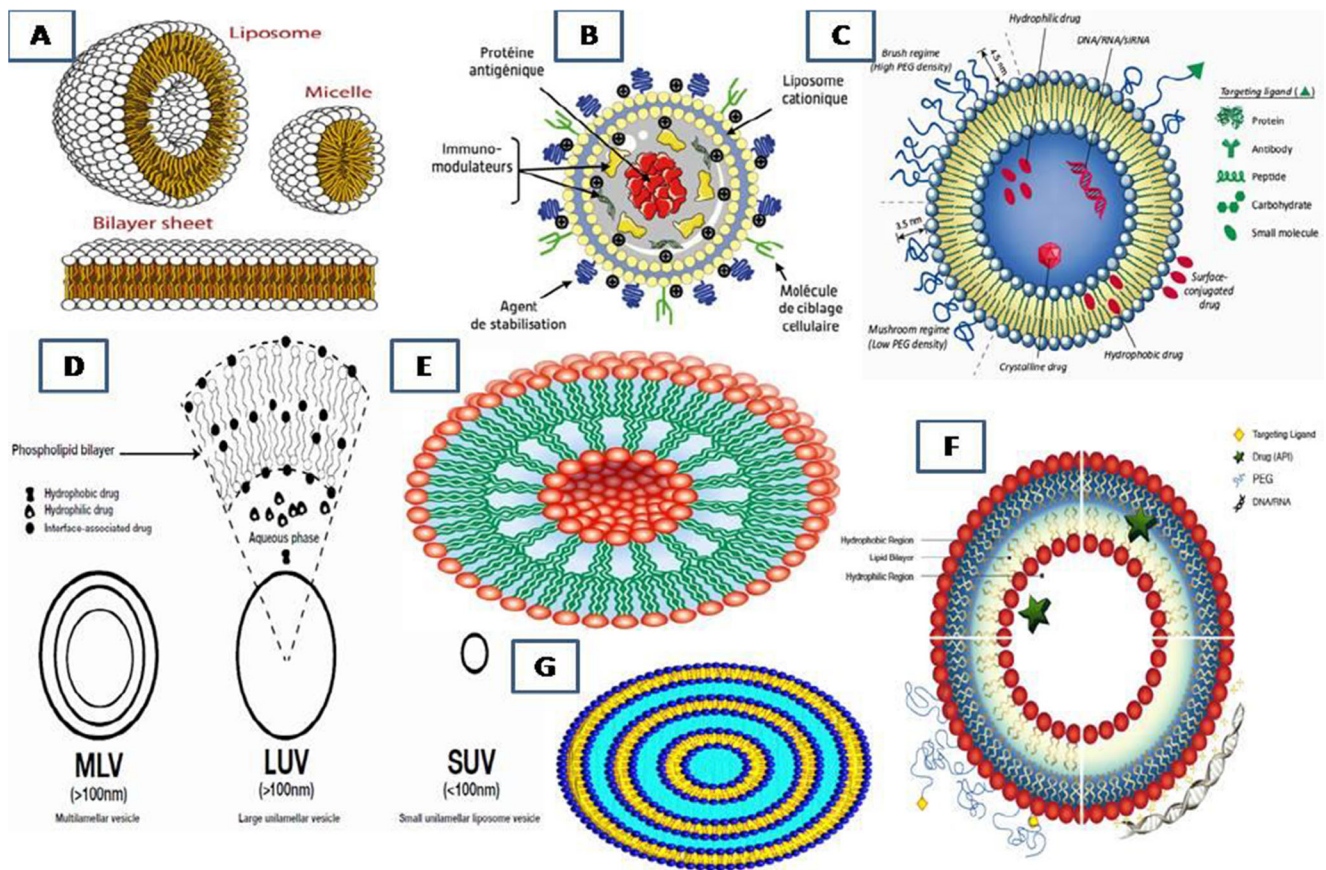 A
Liposome
Micelle
Bilayer sheet
B
Protéine
antigénique
Liposome
cationique
Immuno-
modulateurs
Agent
de stabilisation
Molécule
de ciblage
cellulaire
C
Hydrophilic drug
DNA/RNA/siRNA
Brush regime
(High PEG density)
4.5 nm
Targeting ligand (▲)
Protein
Antibody
Peptide
Carbohydrate
Small molecule
3.5 nm
Surface-
conjugated
drug
Mushroom regime
(Low PEG density)
Hydrophobic drug
Crystalline drug
D
Phospholipid bilayer
Hydrophobic drug
Hydrophilic drug
Interface-associated drug
Aqueous phase
MLV
(>100nm)
Multilamellar vesicle
LUV
(>100nm)
Large unilamellar vesicle
SUV
(<100nm)
Small unilamellar liposome vesicle
E
F
Targeting Ligand
Drug (API)
PEG
DNA/RNA
Hydrophobic Region
Lipid Bilayer
Hydrophilic Region
G